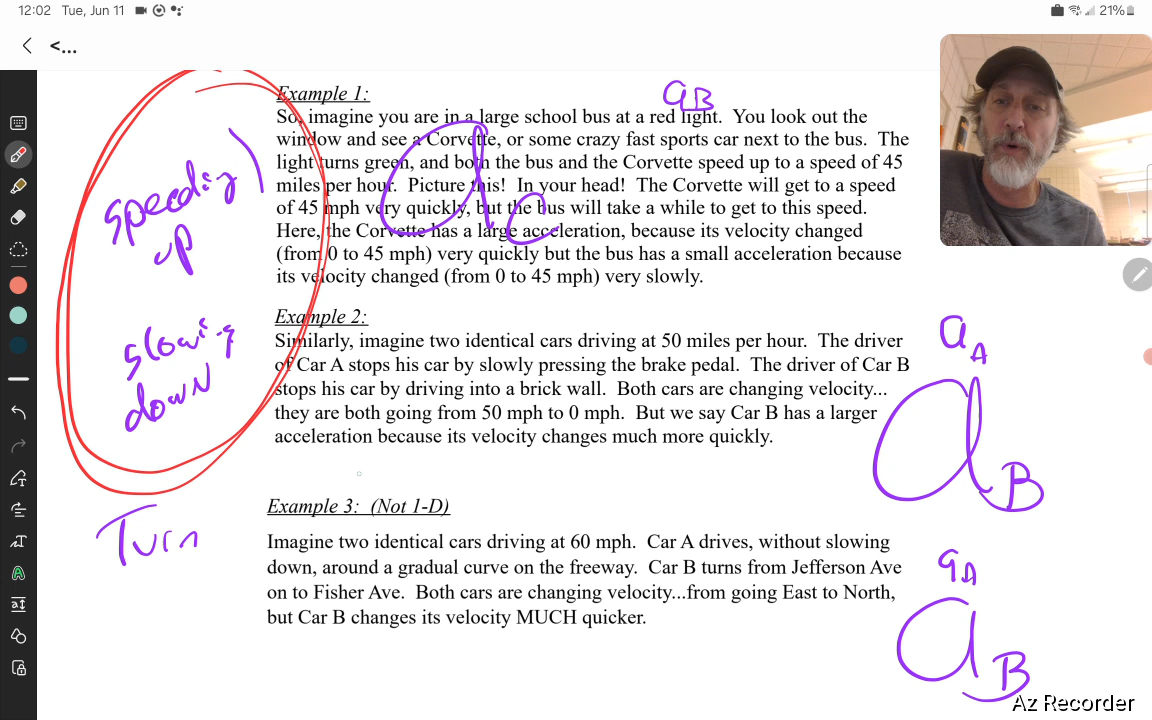 12:02 Tue, Jun 11
21%
<...
Example 1:
a B
So, imagine you are in a large school bus at a red light. You look out the
window and see a Corvette, or some crazy fast sports car next to the bus. The
light turns green, and both the bus and the Corvette speed up to a speed of 45
miles per hour. Picture this! In your head! The Corvette will get to a speed
of 45 mph very quickly, but the bus will take a while to get to this speed.
Here, the Corvette has a large acceleration, because its velocity changed
(from 0 to 45 mph) very quickly but the bus has a small acceleration because
its velocity changed (from 0 to 45 mph) very slowly.
a c
speeding
up
slowing
down
Turn
Example 2:
Similarly, imagine two identical cars driving at 50 miles per hour. The driver
of Car A stops his car by slowly pressing the brake pedal. The driver of Car B
stops his car by driving into a brick wall. Both cars are changing velocity...
they are both going from 50 mph to 0 mph. But we say Car B has a larger
acceleration because its velocity changes much more quickly.
a A
a B
Example 3: (Not 1-D)
Imagine two identical cars driving at 60 mph. Car A drives, without slowing
down, around a gradual curve on the freeway. Car B turns from Jefferson Ave
on to Fisher Ave. Both cars are changing velocity...from going East to North,
but Car B changes its velocity MUCH quicker.
a A
a B
Az Recorder